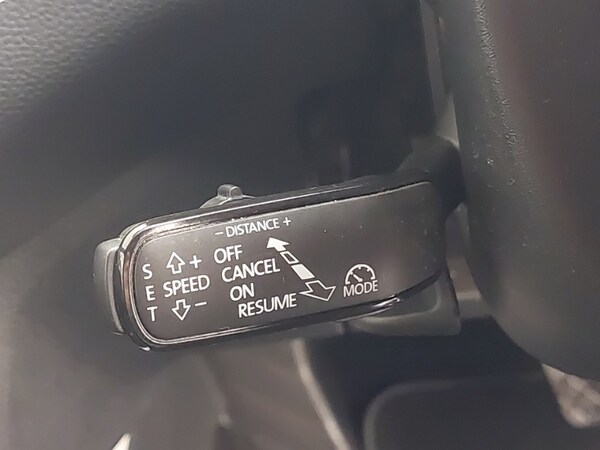 - DISTANCE +
S E T
+ SPEED -
OFF
CANCEL
ON
RESUME
MODE